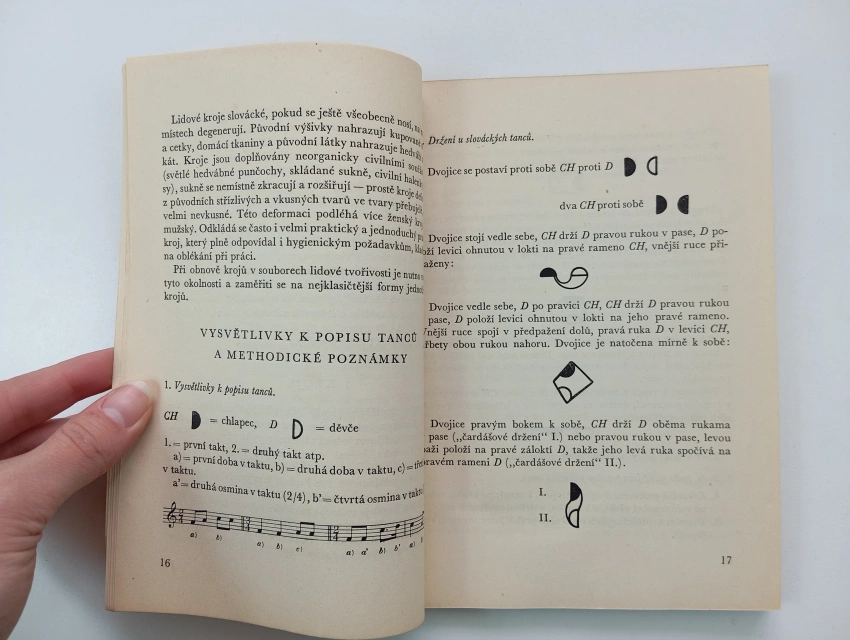 Lidové kroje slovácké, pokud se ještě všeobecně nosí, na
místech degenerují. Původní výšivky nahrazují kupované
a cetky, domácí tkaniny a původní látky nahrazuje
kát. Kroje jsou doplňovány neorganicky civilními
(světlé hedvábné punčochy, skládané sukně, civilní
sy), sukně se nemístně zkracují a rozšiřují — prostě kroje
z původních střízlivých a vkusných tvarů ve tvary
velmi nevkusné. Této deformaci podléhá více ženský
mužský. Odkládá se často i velmi praktický a jednoduchý
kroj, který plně odpovídal i hygienickým požadavkům,
na oblékání při práci.
Při obnově krojů v souborech lidové tvořivosti je nutno
tyto okolnosti a zaměřiti se na nejklasičtější formy
krojů.
VYSVĚTLIVKY K POPISU TANCŮ
A METHODICKÉ POZNÁMKY
1. Vysvětlivky k popisu tanců.
CH = chlapec, D = děvče
1. = první takt, 2. = druhý takt atp.
a) = první doba v taktu, b) = druhá doba v taktu, c) =
v taktu.
a’ = druhá osmina v taktu (2/4), b’ = čtvrtá osmina v taktu
a) b) a) b) c) a) a’ b) b’ a)
16
Držení u slováckých tanců.
Dvojice se postaví proti sobě CH proti D
dva CH proti sobě
Dvojice stojí vedle sebe, CH drží D pravou rukou v pase, D po-
loží levici ohnutou v lokti na pravé rameno CH, vnější ruce při-
paženy:
Dvojice vedle sebe, D po pravici CH, CH drží D pravou rukou
pase, D položí levici ohnutou v lokti na jeho pravé rameno.
Vnější ruce spojí v předpažení dolů, pravá ruka D v levici CH,
hřbety obou rukou nahoru. Dvojice je natočena mírně k sobě:
Dvojice pravým bokem k sobě, CH drží D oběma rukama
pase („čardášové držení“ I.) nebo pravou rukou v pase, levou
paži položí na pravé záloktí D, takže jeho levá ruka spočívá na
pravém rameni D („čardášové držení“ II.).
I.
II.
17